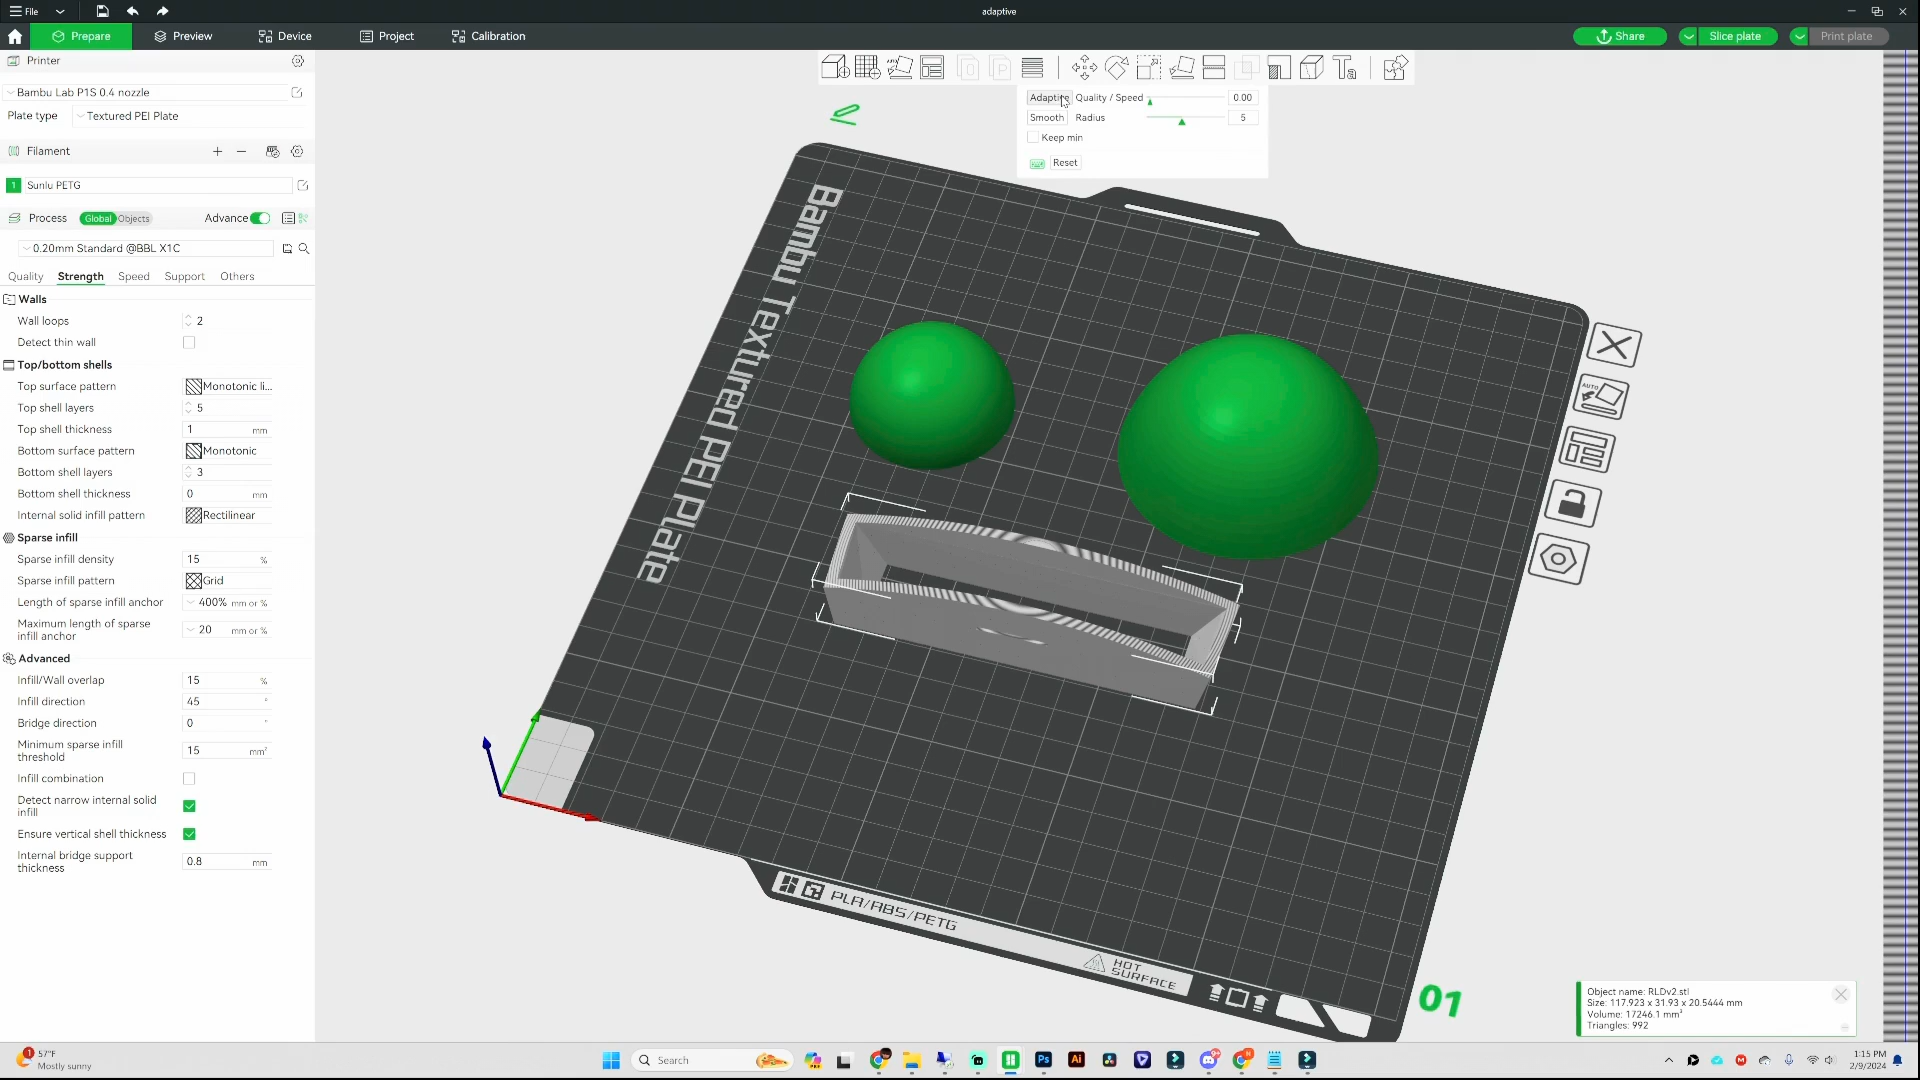 File
adaptive
Prepare
Preview
Device
Project
Calibration
Share
Slice plate
Print plate
Printer
Bambu Lab P1S 0.4 nozzle
Plate type
Textured PEI Plate
Filament
1
Sunlu PETG
Process
Global
Objects
Advance
0.20mm Standard @BBL X1C
Quality
Strength
Speed
Support
Others
Walls
Wall loops
2
Detect thin wall
Top/bottom shells
Top surface pattern
Monotonic li...
Top shell layers
5
Top shell thickness
1
mm
Bottom surface pattern
Monotonic
Bottom shell layers
3
Bottom shell thickness
0
mm
Internal solid infill pattern
Rectilinear
Sparse infill
Sparse infill density
15
%
Sparse infill pattern
Grid
Length of sparse infill anchor
400%
mm or %
Maximum length of sparse
infill anchor
20
mm or %
Advanced
Infill/Wall overlap
15
%
Infill direction
45
°
Bridge direction
0
°
Minimum sparse infill
threshold
15
mm²
Infill combination
Detect narrow internal solid
infill
Ensure vertical shell thickness
Internal bridge support
thickness
0.8
mm
Adaptive
Quality / Speed
0.00
Smooth
Radius
5
Keep min
Reset
Bambu Textured PEI Plate
AUTO
PLA/ABS/PETG
HOT
SURFACE
01
Object name: RLDv2.stl
Size: 117.923 x 31.93 x 20.5444 mm
Volume: 17246.1 mm³
Triangles: 992
1
57°F
Mostly sunny
Search
Ps
Ai
1:15 PM
2/9/2024